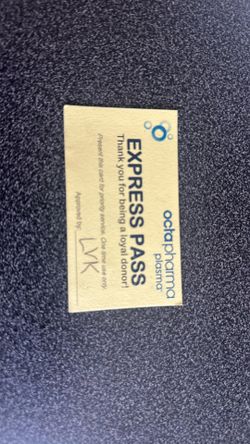 octapharma
plasma
EXPRESS PASS
Thank you for being a loyal donor!
Present this card for priority service. One time use only.
Approved by: LVK